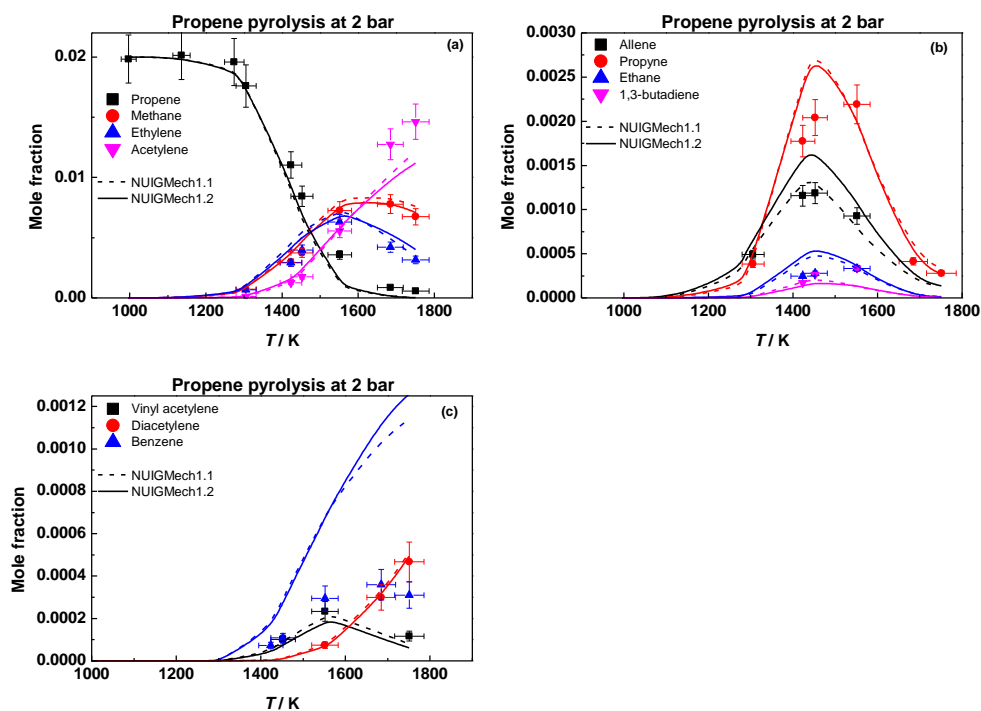 Propene pyrolysis at 2 bar
(a)
0.02
0.01
0.00
Mole fraction
Propene
Methane
Ethylene
Acetylene
NUIGMech1.1
NUIGMech1.2
1000 1200 1400 1600 1800
T / K
Propene pyrolysis at 2 bar
(b)
0.0030
0.0025
0.0020
0.0015
0.0010
0.0005
0.0000
Mole fraction
Allene
Propyne
Ethane
1,3-butadiene
NUIGMech1.1
NUIGMech1.2
1000 1200 1400 1600 1800
T / K
Propene pyrolysis at 2 bar
(c)
0.0012
0.0010
0.0008
0.0006
0.0004
0.0002
0.0000
Mole fraction
Vinyl acetylene
Diacetylene
Benzene
NUIGMech1.1
NUIGMech1.2
1000 1200 1400 1600 1800
T / K